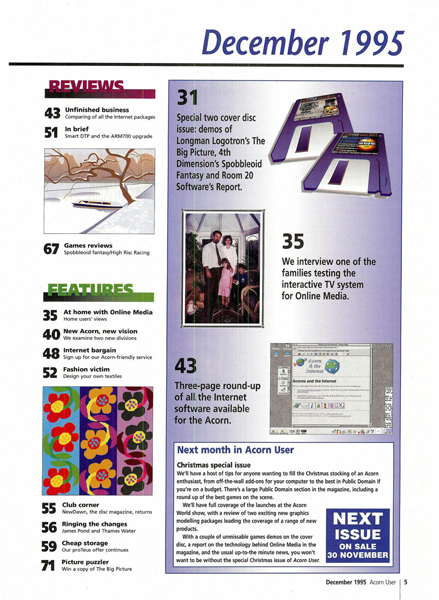 December 1995
REVIEWS
43 Unfinished business
Comparing of all the Internet packages
51 In brief
Smart DTP and the ARM700 upgrade
67 Games reviews
Spobbleoid fantasy/High Risc Racing
FEATURES
35 At home with Online Media
Home users' views
40 New Acorn, new vision
We examine two new divisions
48 Internet bargain
Sign up for our Acorn-friendly service
52 Fashion victim
Design your own textiles
55 Club corner
NewDawn, the disc magazine, returns
56 Ringing the changes
James Pond and Thames Water
59 Cheap storage
Our proTeus offer continues
71 Picture puzzler
Win a copy of The Big Picture
31
Special two cover disc
issue: demos of
Longman Logotron's The
Big Picture, 4th
Dimension's Spobbleoid
Fantasy and Room 20
Software's Report.
35
We interview one of the
families testing the
interactive TV system
for Online Media.
43
Three-page round-up
of all the Internet
software available
for the Acorn.
Acorns
& the
Internet
Acorns and the Internet
Next month in Acorn User
Christmas special issue
We'll have a host of tips for anyone wanting to fill the Christmas stocking of an Acorn
enthusiast, from off-the-wall add-ons for your computer to the best in Public Domain if
you're on a budget. There's a large Public Domain section in the magazine, including a
round up of the best games on the scene.
We'll have full coverage of the launches at the Acorn
World show, with a review of two exciting new graphics
modelling packages leading the coverage of a range of new
products.
With a couple of unmissable games demos on the cover
disc, a report on the technology behind Online Media in the
magazine, and the usual up-to-the minute news, you won't
want to be without the special Christmas issue of Acorn User.
NEXT
ISSUE
ON SALE
30 NOVEMBER
December 1995 Acorn User 5